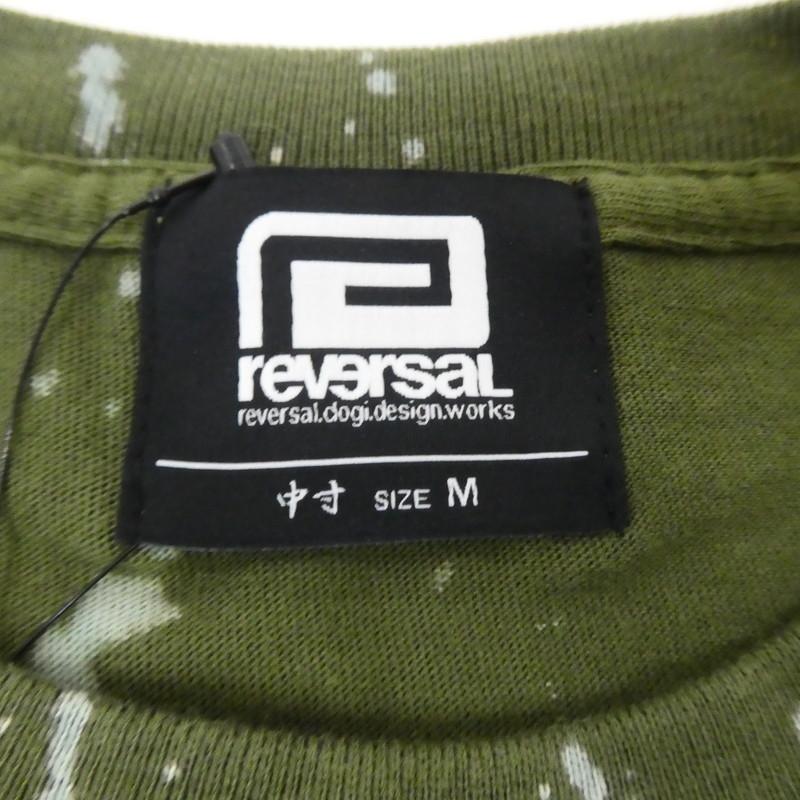 reversal
reversal.dogi.design.works
中寸 SIZE M